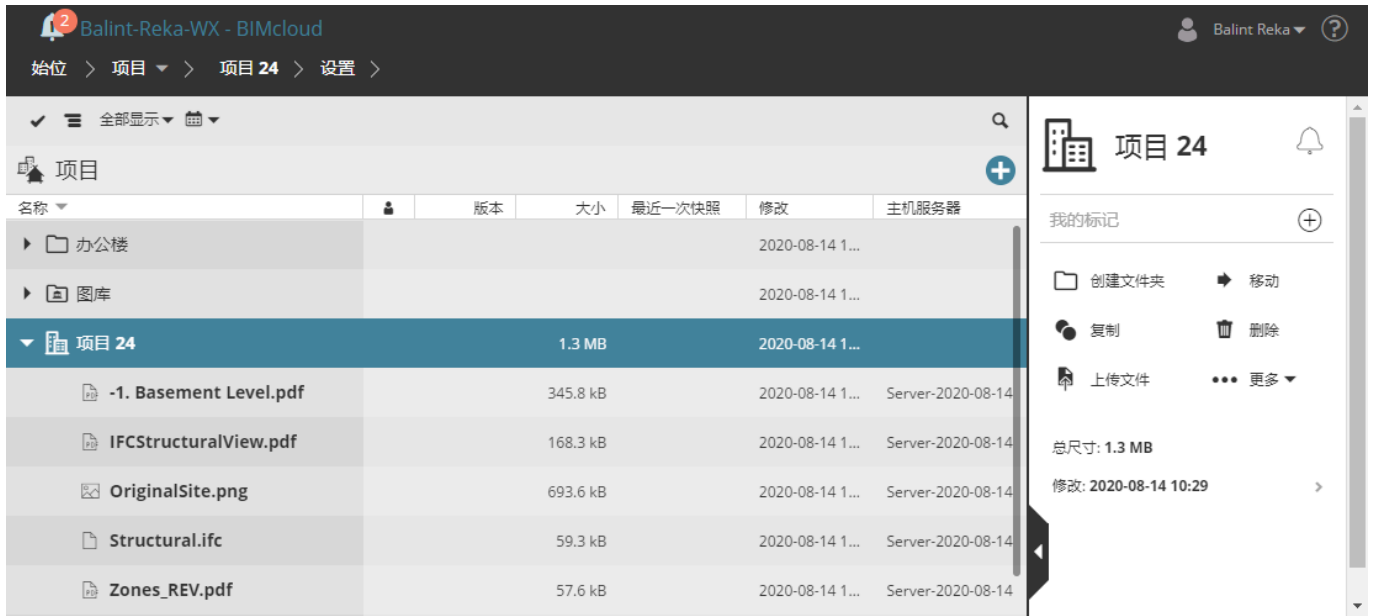 2 Balint-Reka-WX - BIMcloud Balint Reka ?
始位 项目 项目 24 设置
全部显示
项目
名称 版本 大小 最近一次快照 修改 主机服务器
办公楼 2020-08-14 1...
图库 2020-08-14 1...
项目 24 1.3 MB 2020-08-14 1...
-1. Basement Level.pdf 345.8 kB 2020-08-14 1... Server-2020-08-14
IFCStructuralView.pdf 168.3 kB 2020-08-14 1... Server-2020-08-14
OriginalSite.png 693.6 kB 2020-08-14 1... Server-2020-08-14
Structural.ifc 59.3 kB 2020-08-14 1... Server-2020-08-14
Zones_REV.pdf 57.6 kB 2020-08-14 1... Server-2020-08-14
项目 24
我的标记
创建文件夹 移动
复制 删除
上传文件 ••• 更多
总尺寸: 1.3 MB
修改: 2020-08-14 10:29